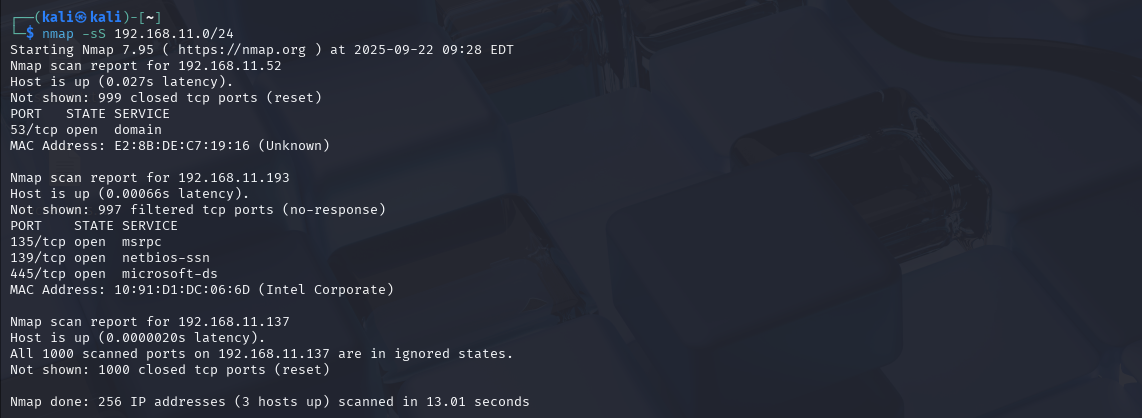 ┌──(kali㉿kali)-[~]
└─$ nmap -sS 192.168.11.0/24
Starting Nmap 7.95 ( https://nmap.org ) at 2025-09-22 09:28 EDT
Nmap scan report for 192.168.11.52
Host is up (0.027s latency).
Not shown: 999 closed tcp ports (reset)
PORT   STATE SERVICE
53/tcp open  domain
MAC Address: E2:8B:DE:C7:19:16 (Unknown)

Nmap scan report for 192.168.11.193
Host is up (0.00066s latency).
Not shown: 997 filtered tcp ports (no-response)
PORT    STATE SERVICE
135/tcp open  msrpc
139/tcp open  netbios-ssn
445/tcp open  microsoft-ds
MAC Address: 10:91:D1:DC:06:6D (Intel Corporate)

Nmap scan report for 192.168.11.137
Host is up (0.0000020s latency).
All 1000 scanned ports on 192.168.11.137 are in ignored states.
Not shown: 1000 closed tcp ports (reset)

Nmap done: 256 IP addresses (3 hosts up) scanned in 13.01 seconds